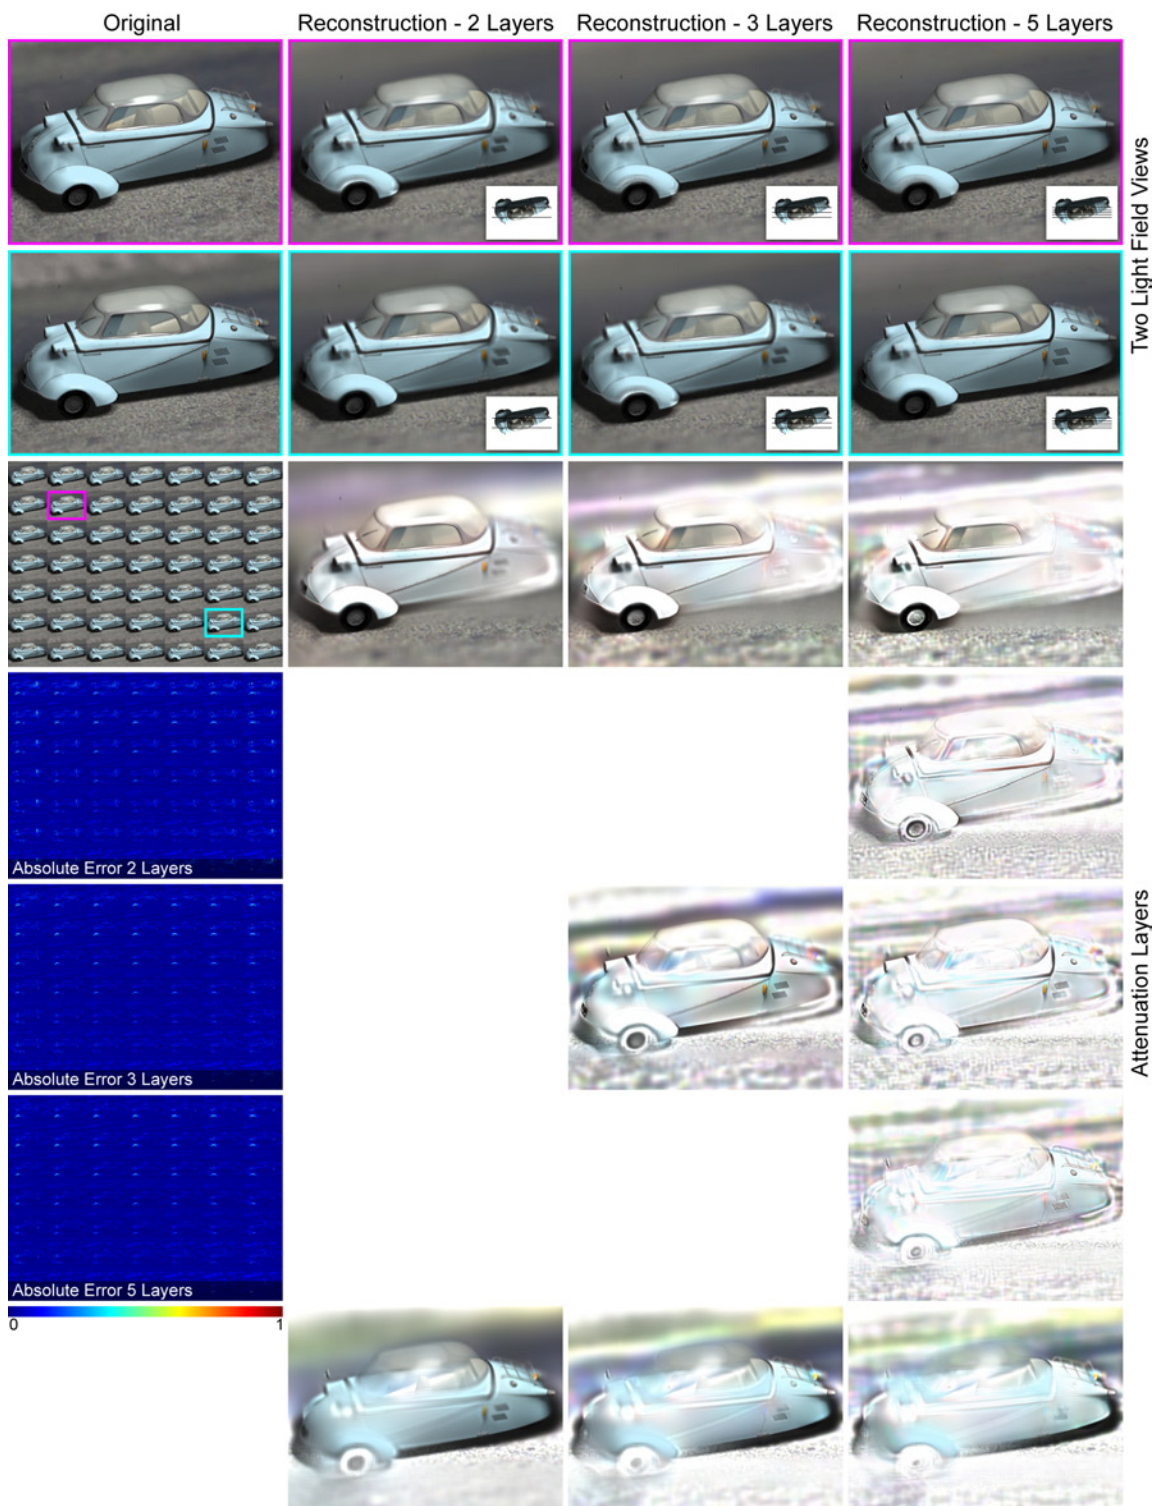 Original
Reconstruction - 2 Layers
Reconstruction - 3 Layers
Reconstruction - 5 Layers
Two Light Field Views
Absolute Error 2 Layers
Attenuation Layers
Absolute Error 3 Layers
Absolute Error 5 Layers
0
1